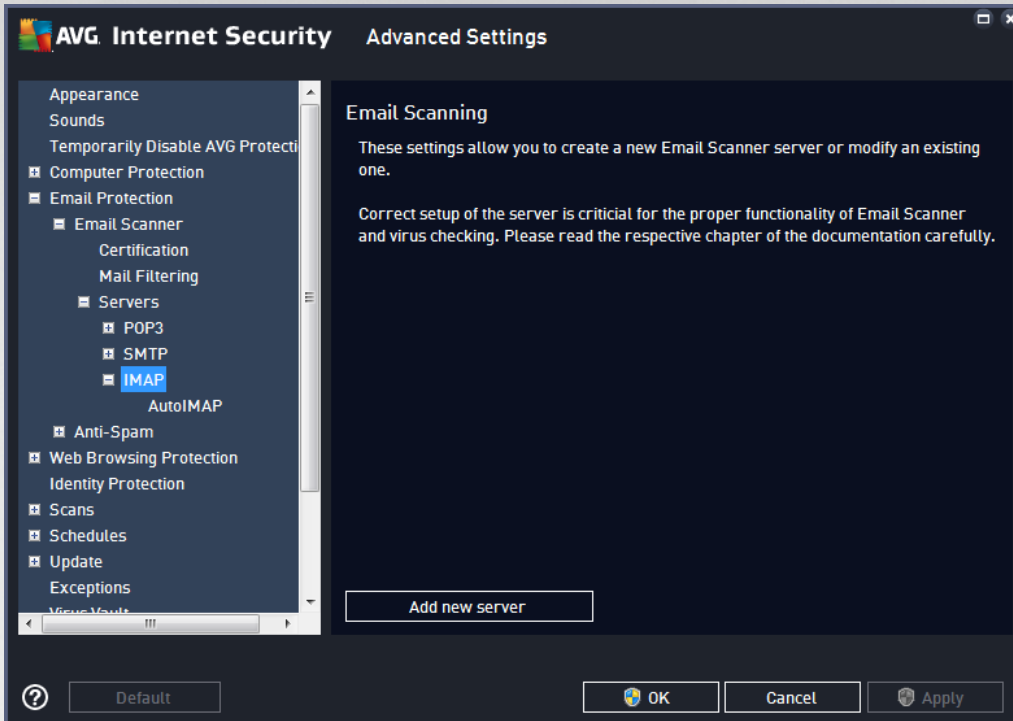 AVG Internet Security Advanced Settings
Appearance
Sounds
Temporarily Disable AVG Protecti
Computer Protection
Email Protection
Email Scanner
Certification
Mail Filtering
Servers
POP3
SMTP
IMAP
AutoIMAP
Anti-Spam
Web Browsing Protection
Identity Protection
Scans
Schedules
Update
Exceptions
Virus Vault
Email Scanning
These settings allow you to create a new Email Scanner server or modify an existing
one.
Correct setup of the server is criticial for the proper functionality of Email Scanner
and virus checking. Please read the respective chapter of the documentation carefully.
Add new server
Default
OK
Cancel
Apply